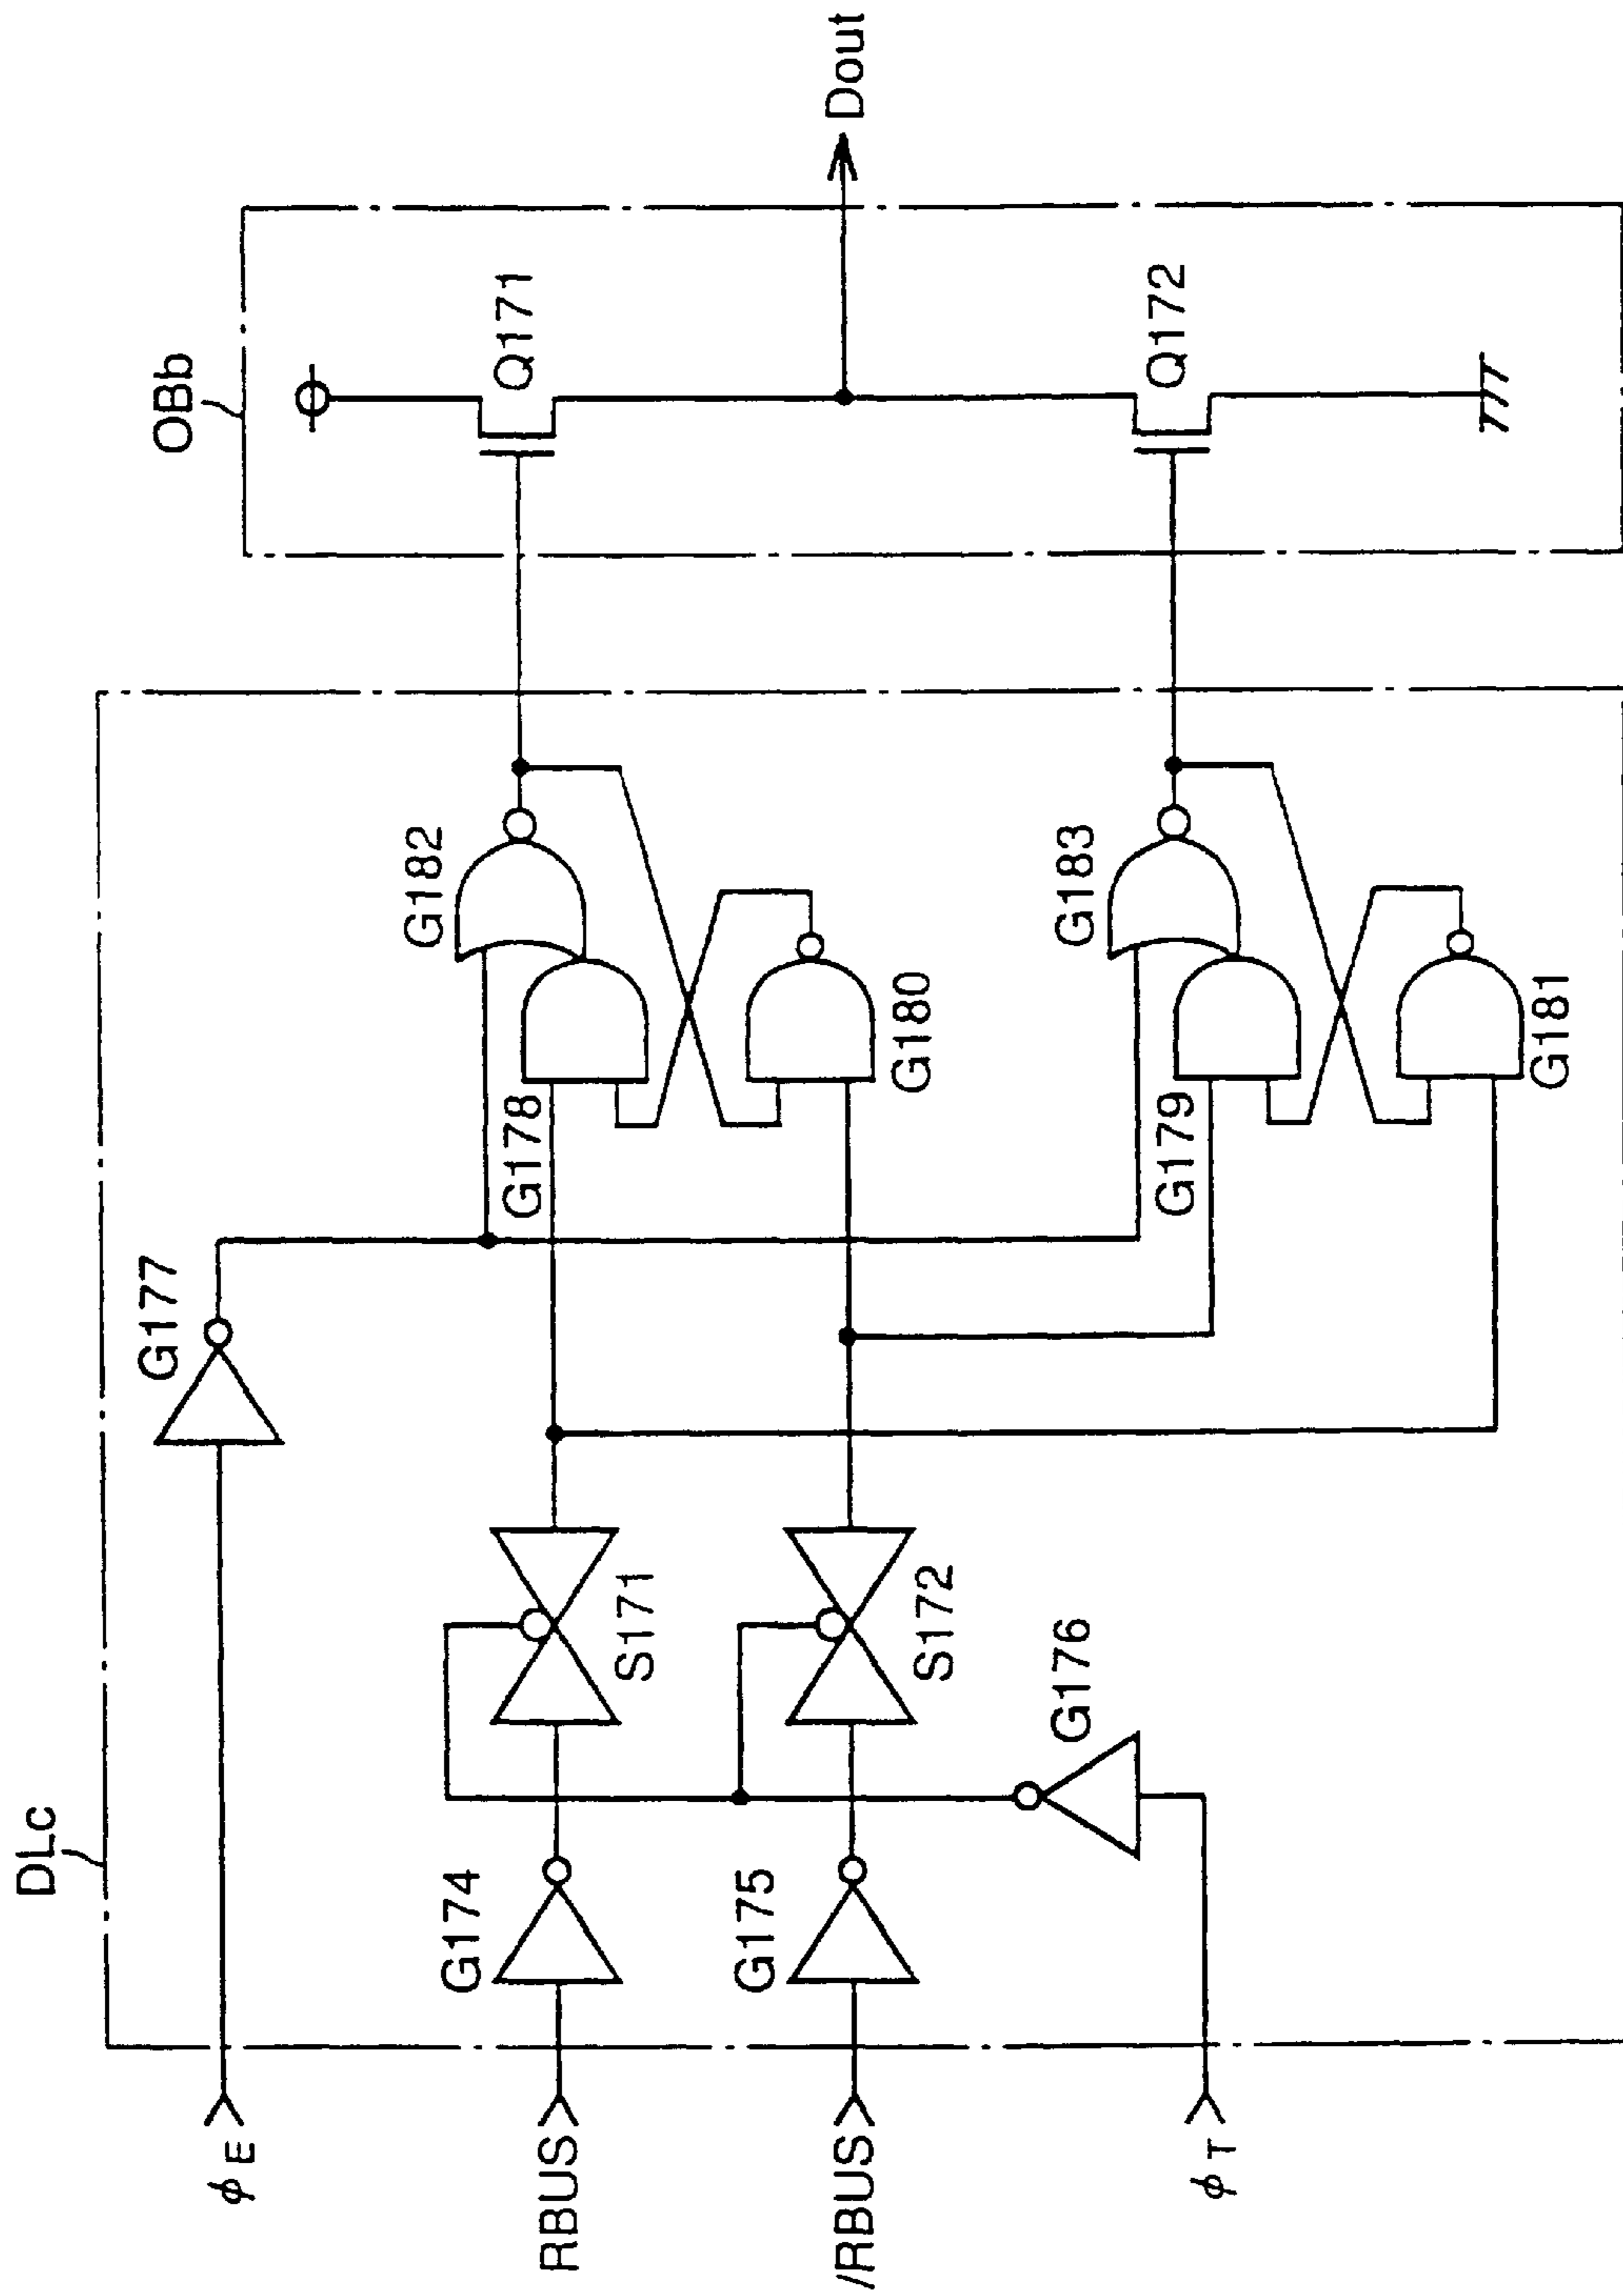 DLc
OBb
φE
G177
RBUS
G174
S171
G178
G182
Q171
/RBUS
G175
S172
G180
Dout
φT
G176
G179
G183
Q172
G181